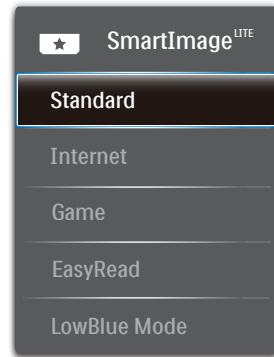 SmartImage LITE
Standard
Internet
Game
EasyRead
LowBlue Mode